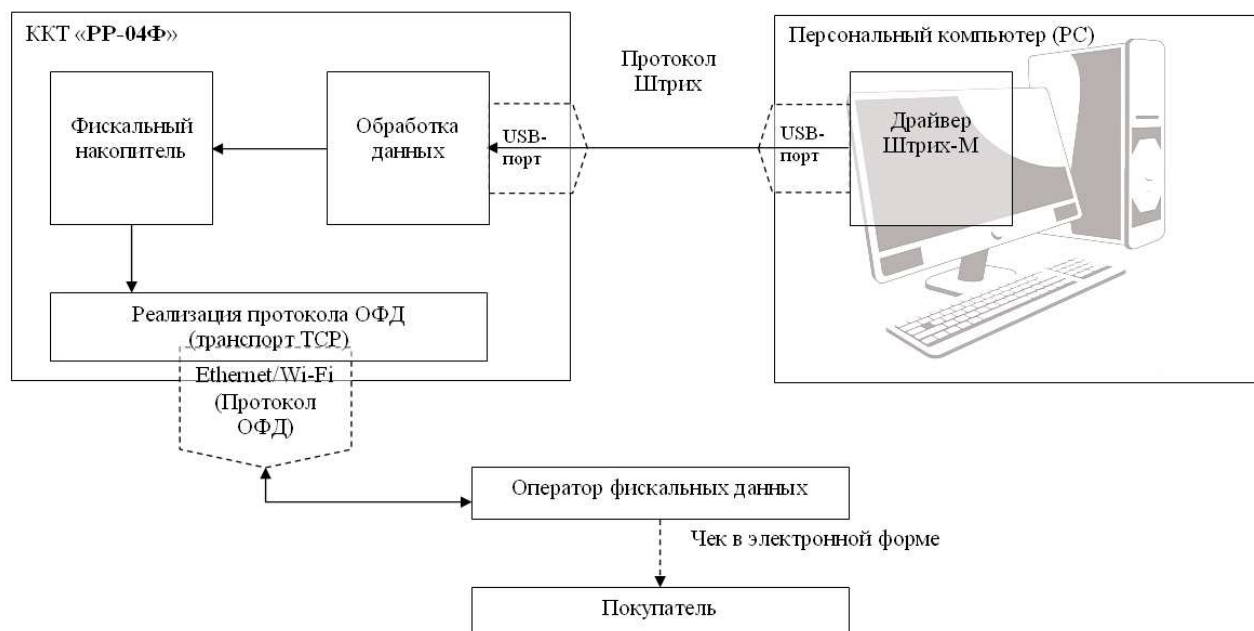 ККТ «РР-04Ф»
Фискальный
накопитель
Обработка
данных
USB-
порт
Протокол
Штрих
Персональный компьютер (PC)
USB-
порт
Драйвер
Штрих-М
Реализация протокола ОФД
(транспорт TCP)
Ethernet/Wi-Fi
(Протокол
ОФД)
Оператор фискальных данных
Чек в электронной форме
Покупатель